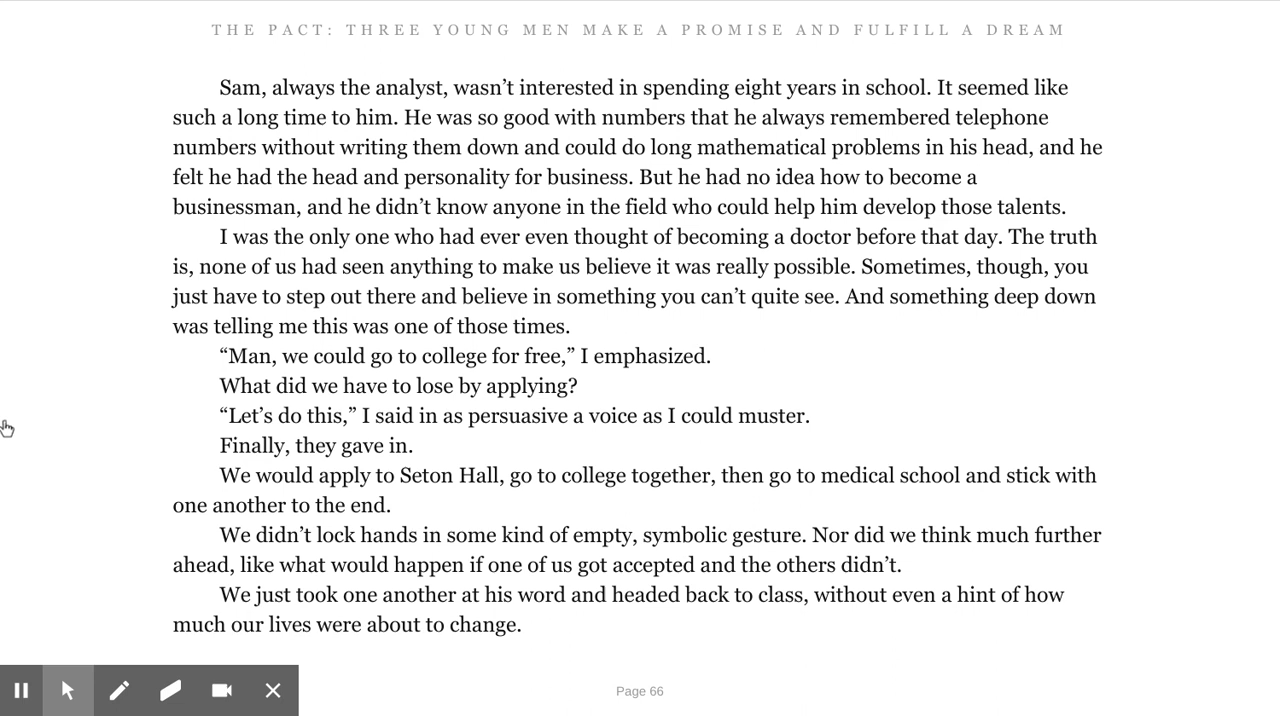 THE PACT: THREE YOUNG MEN MAKE A PROMISE AND FULFILL A DREAM
Sam, always the analyst, wasn’t interested in spending eight years in school. It seemed like
such a long time to him. He was so good with numbers that he always remembered telephone
numbers without writing them down and could do long mathematical problems in his head, and he
felt he had the head and personality for business. But he had no idea how to become a
businessman, and he didn’t know anyone in the field who could help him develop those talents.
I was the only one who had ever even thought of becoming a doctor before that day. The truth
is, none of us had seen anything to make us believe it was really possible. Sometimes, though, you
just have to step out there and believe in something you can’t quite see. And something deep down
was telling me this was one of those times.
“Man, we could go to college for free,” I emphasized.
What did we have to lose by applying?
“Let’s do this,” I said in as persuasive a voice as I could muster.
Finally, they gave in.
We would apply to Seton Hall, go to college together, then go to medical school and stick with
one another to the end.
We didn’t lock hands in some kind of empty, symbolic gesture. Nor did we think much further
ahead, like what would happen if one of us got accepted and the others didn’t.
We just took one another at his word and headed back to class, without even a hint of how
much our lives were about to change.
Page 66